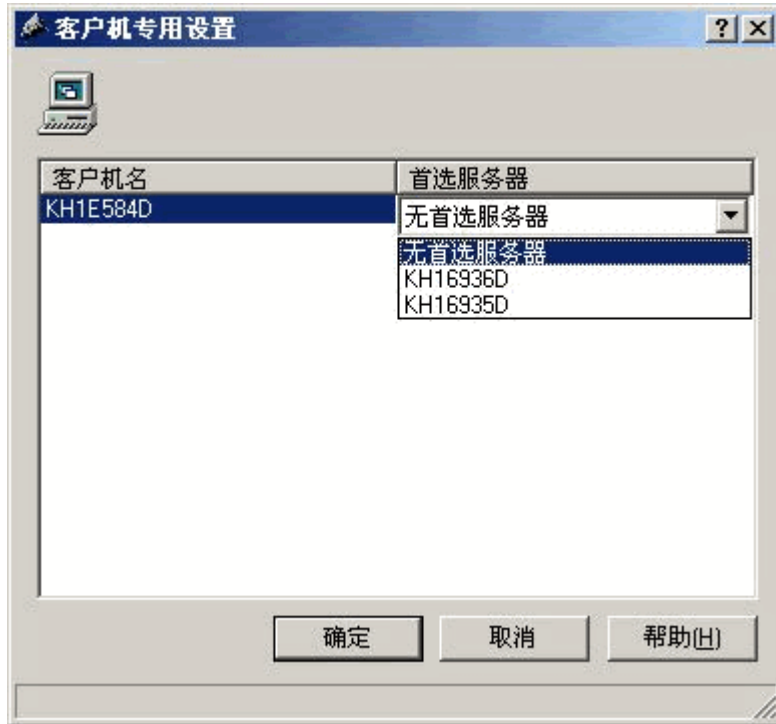 客户机专用设置
客户机名 首选服务器
KH1E584D 无首选服务器
无首选服务器
KH16936D
KH16935D
确定 取消 帮助(H)